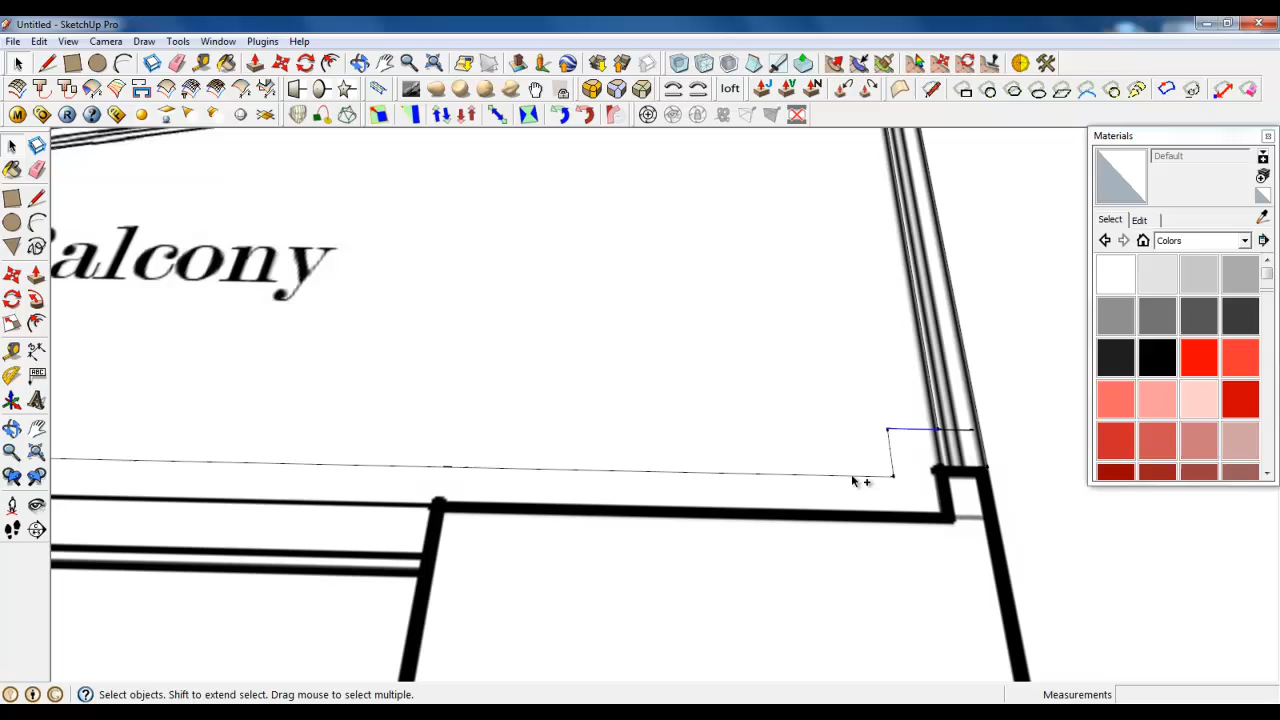 Untitled - SketchUp Pro
File Edit View Camera Draw Tools Window Plugins Help
loft
Materials
Default
Select Edit
Colors
Balcony
Select objects. Shift to extend select. Drag mouse to select multiple.
Measurements